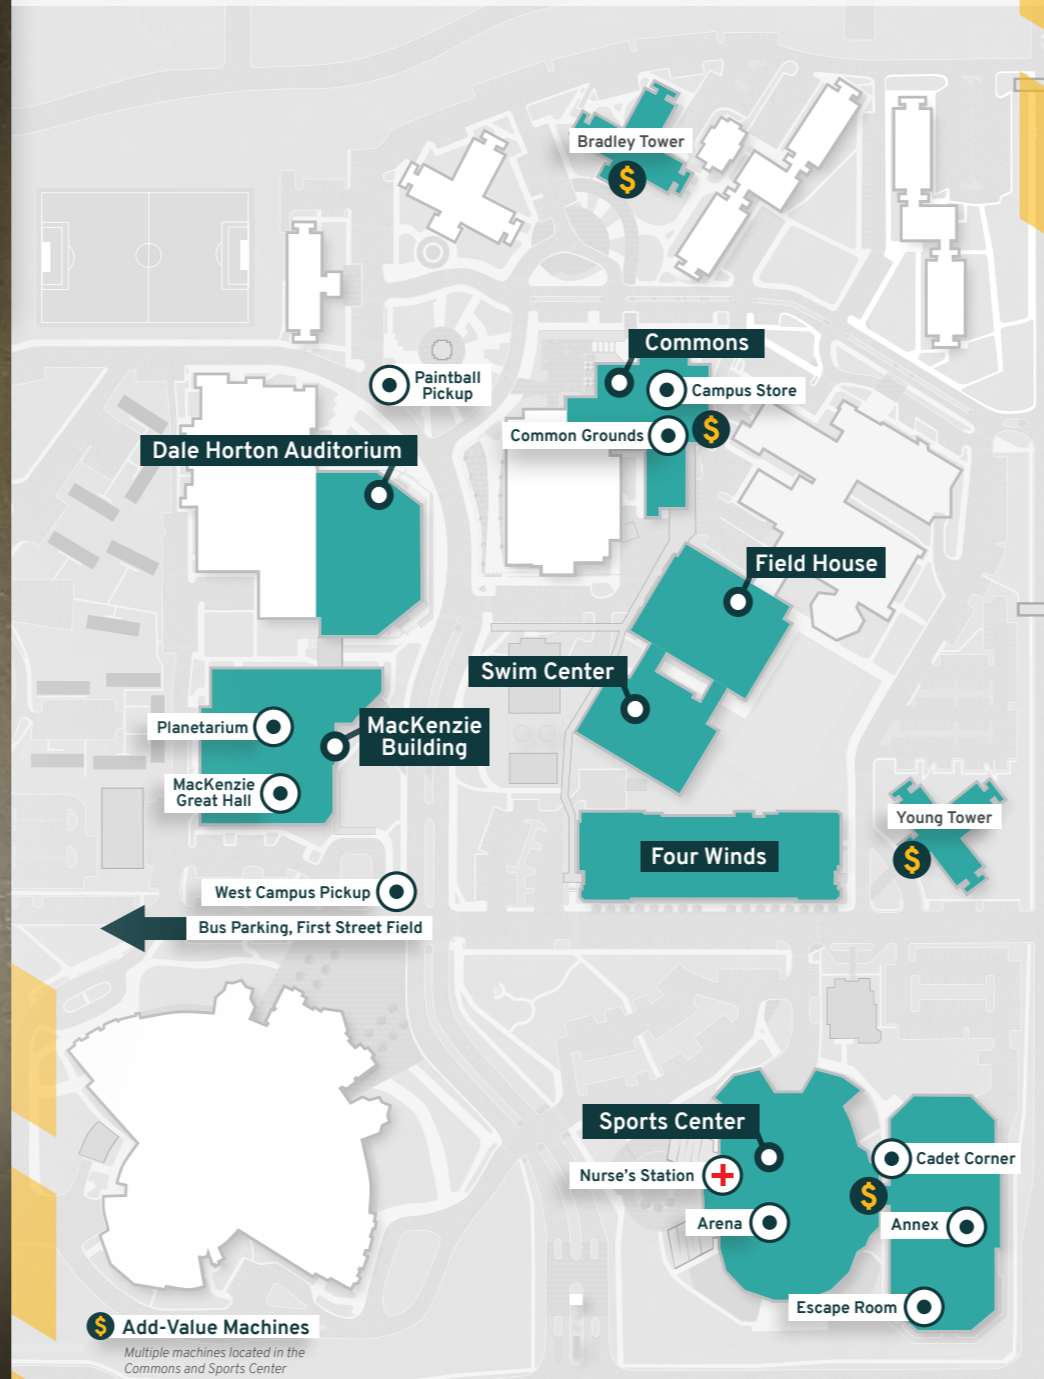 Bradley Tower
$
Commons
Paintball
Pickup
Campus Store
Common Grounds
$
Dale Horton Auditorium
Field House
Swim Center
Planetarium
MacKenzie
Building
MacKenzie
Great Hall
Young Tower
$
Four Winds
West Campus Pickup
Bus Parking, First Street Field
Sports Center
Nurse's Station
Cadet Corner
$
Arena
Annex
Escape Room
$ Add-Value Machines
Multiple machines located in the
Commons and Sports Center